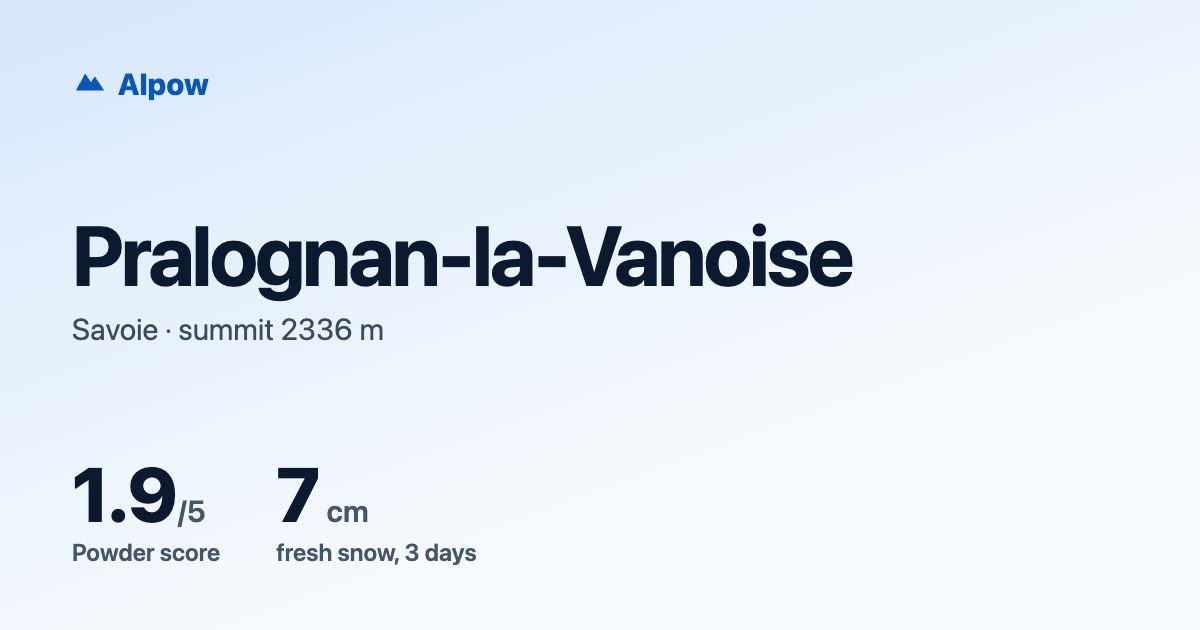 Alpow
Pralognan-la-Vanoise
Savoie · summit 2336 m
1.9/5
Powder score
7 cm
fresh snow, 3 days